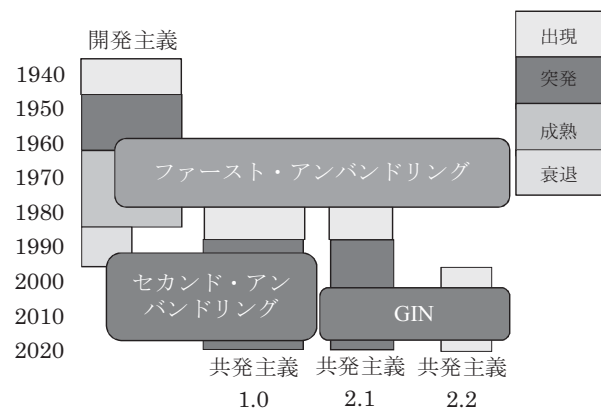 開発主義
1940
1950
1960
1970
1980
1990
2000
2010
2020
ファースト・アンバンドリング
セカンド・アン
バンドリング
GIN
共発主義
1.0
共発主義
2.1
共発主義
2.2
出現
突発
成熟
衰退